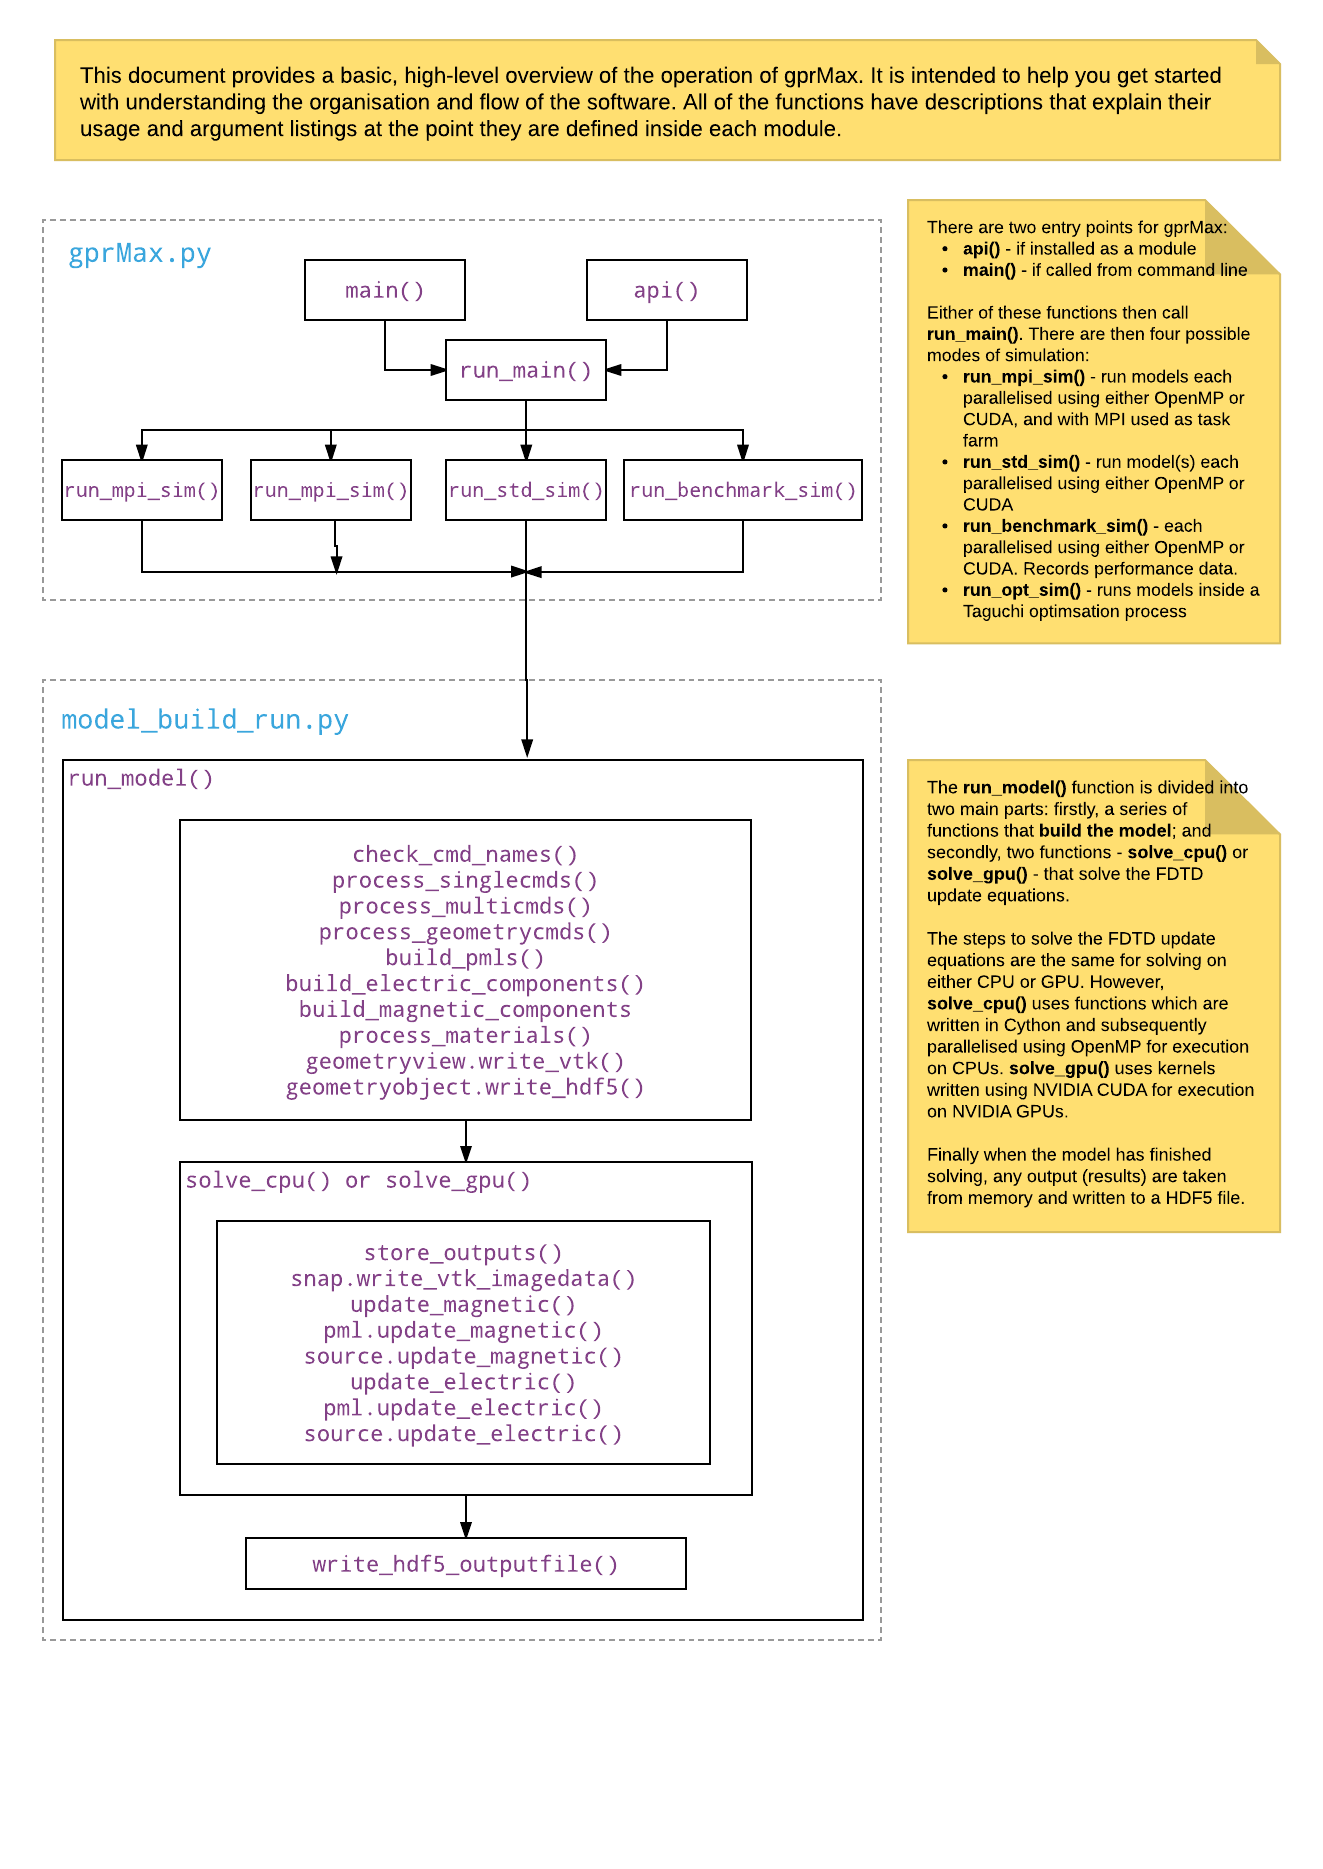 This document provides a basic, high-level overview of the operation of gprMax. It is intended to help you get started
with understanding the organisation and flow of the software. All of the functions have descriptions that explain their
usage and argument listings at the point they are defined inside each module.
gprMax.py
main()
api()
run_main()
run_mpi_sim()
run_mpi_sim()
run_std_sim()
run_benchmark_sim()
There are two entry points for gprMax:
• api() - if installed as a module
• main() - if called from command line
Either of these functions then call
run_main(). There are then four possible
modes of simulation:
• run_mpi_sim() - run models each
parallelised using either OpenMP or
CUDA, and with MPI used as task
farm
• run_std_sim() - run model(s) each
parallelised using either OpenMP or
CUDA
• run_benchmark_sim() - each
parallelised using either OpenMP or
CUDA. Records performance data.
• run_opt_sim() - runs models inside a
Taguchi optimsation process
model_build_run.py
run_model()
check_cmd_names()
process_singlecmds()
process_multicmds()
process_geometrycmds()
build_pmls()
build_electric_components()
build_magnetic_components
process_materials()
geometryview.write_vtk()
geometryobject.write_hdf5()
solve_cpu() or solve_gpu()
store_outputs()
snap.write_vtk_imagedata()
update_magnetic()
pml.update_magnetic()
source.update_magnetic()
update_electric()
pml.update_electric()
source.update_electric()
write_hdf5_outputfile()
The run_model() function is divided into
two main parts: firstly, a series of
functions that build the model; and
secondly, two functions - solve_cpu() or
solve_gpu() - that solve the FDTD
update equations.
The steps to solve the FDTD update
equations are the same for solving on
either CPU or GPU. However,
solve_cpu() uses functions which are
written in Cython and subsequently
parallelised using OpenMP for execution
on CPUs. solve_gpu() uses kernels
written using NVIDIA CUDA for execution
on NVIDIA GPUs.
Finally when the model has finished
solving, any output (results) are taken
from memory and written to a HDF5 file.